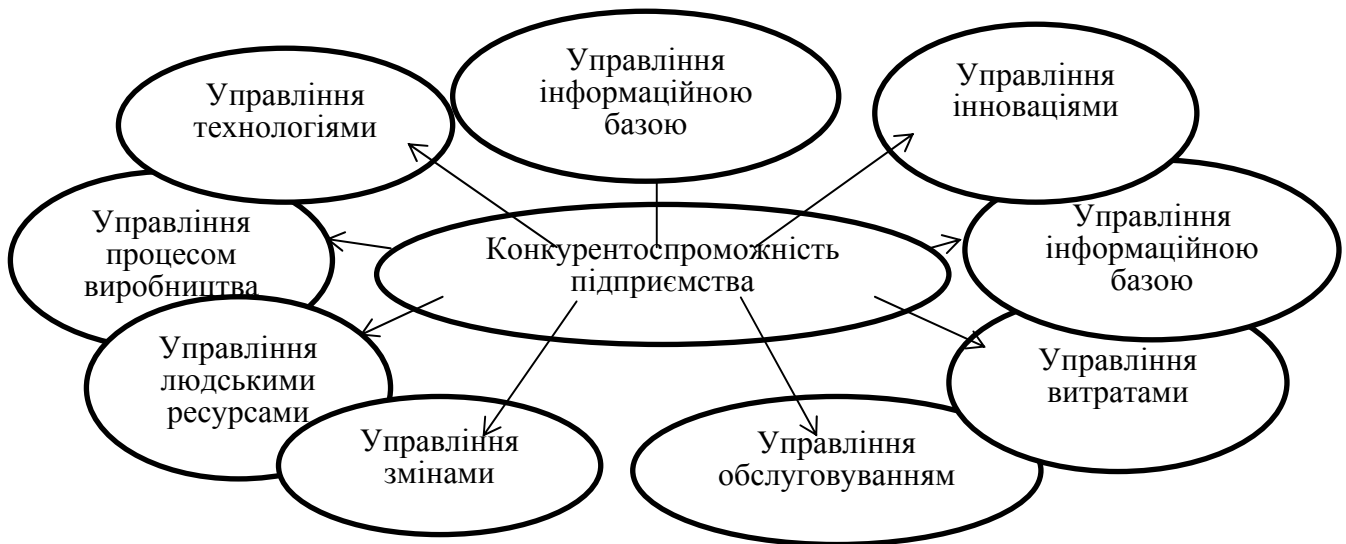 Управління
інформаційною
базою
Управління
технологіями
Управління
інноваціями
Управління
процесом
виробництва
Конкурентоспроможність
підприємства
Управління
інформаційною
базою
Управління
людськими
ресурсами
Управління
витратами
Управління
змінами
Управління
обслуговуванням